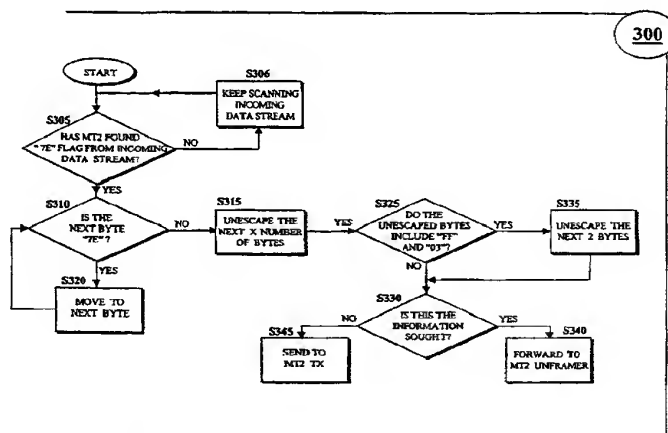 300
START
S306
KEEP SCANNING
INCOMING
DATA STREAM
S305
HAS MT2 FOUND
"7E" FLAG FROM INCOMING
DATA STREAM?
NO
YES
S310
IS THE
NEXT BYTE
"7E"?
NO
S315
UNESCAPE THE
NEXT X NUMBER
OF BYTES
YES
S325
DO THE
UNESCAPED BYTES
INCLUDE "FF"
AND "03"?
YES
S335
UNESCAPE THE
NEXT 2 BYTES
YES
S320
MOVE TO
NEXT BYTE
NO
S330
IS THIS THE
INFORMATION
SOUGHT?
NO
YES
S345
SEND TO
MT2 TX
S340
FORWARD TO
MT2 UNFRAMER